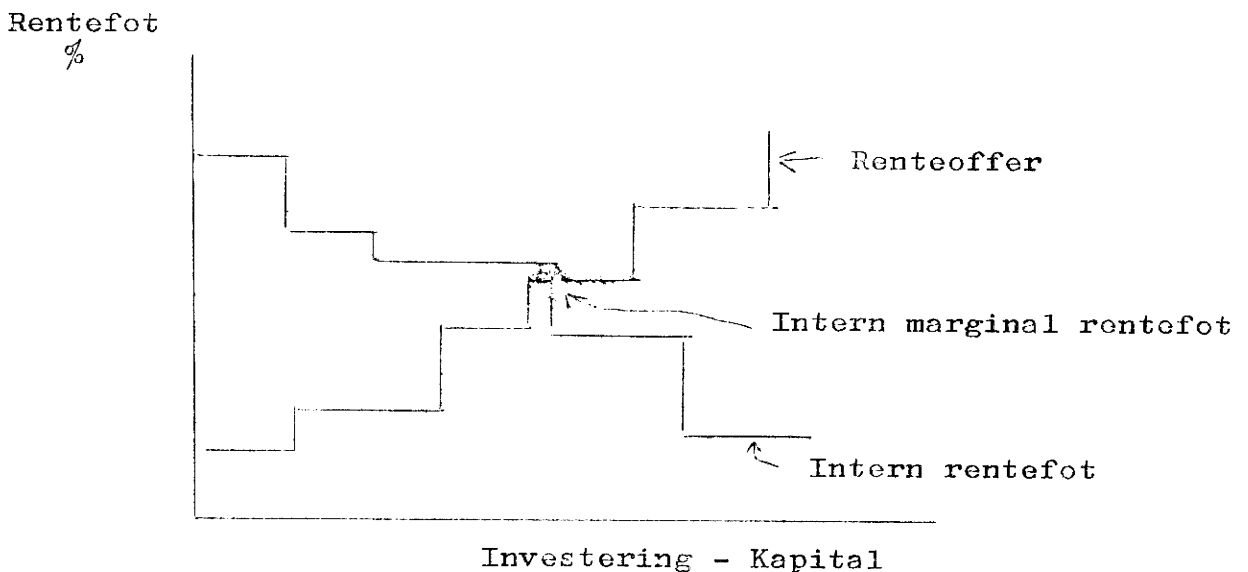 Rentefot
%
Renteoffer
Intern marginal rentefot
Intern rentefot
Investering - Kapital